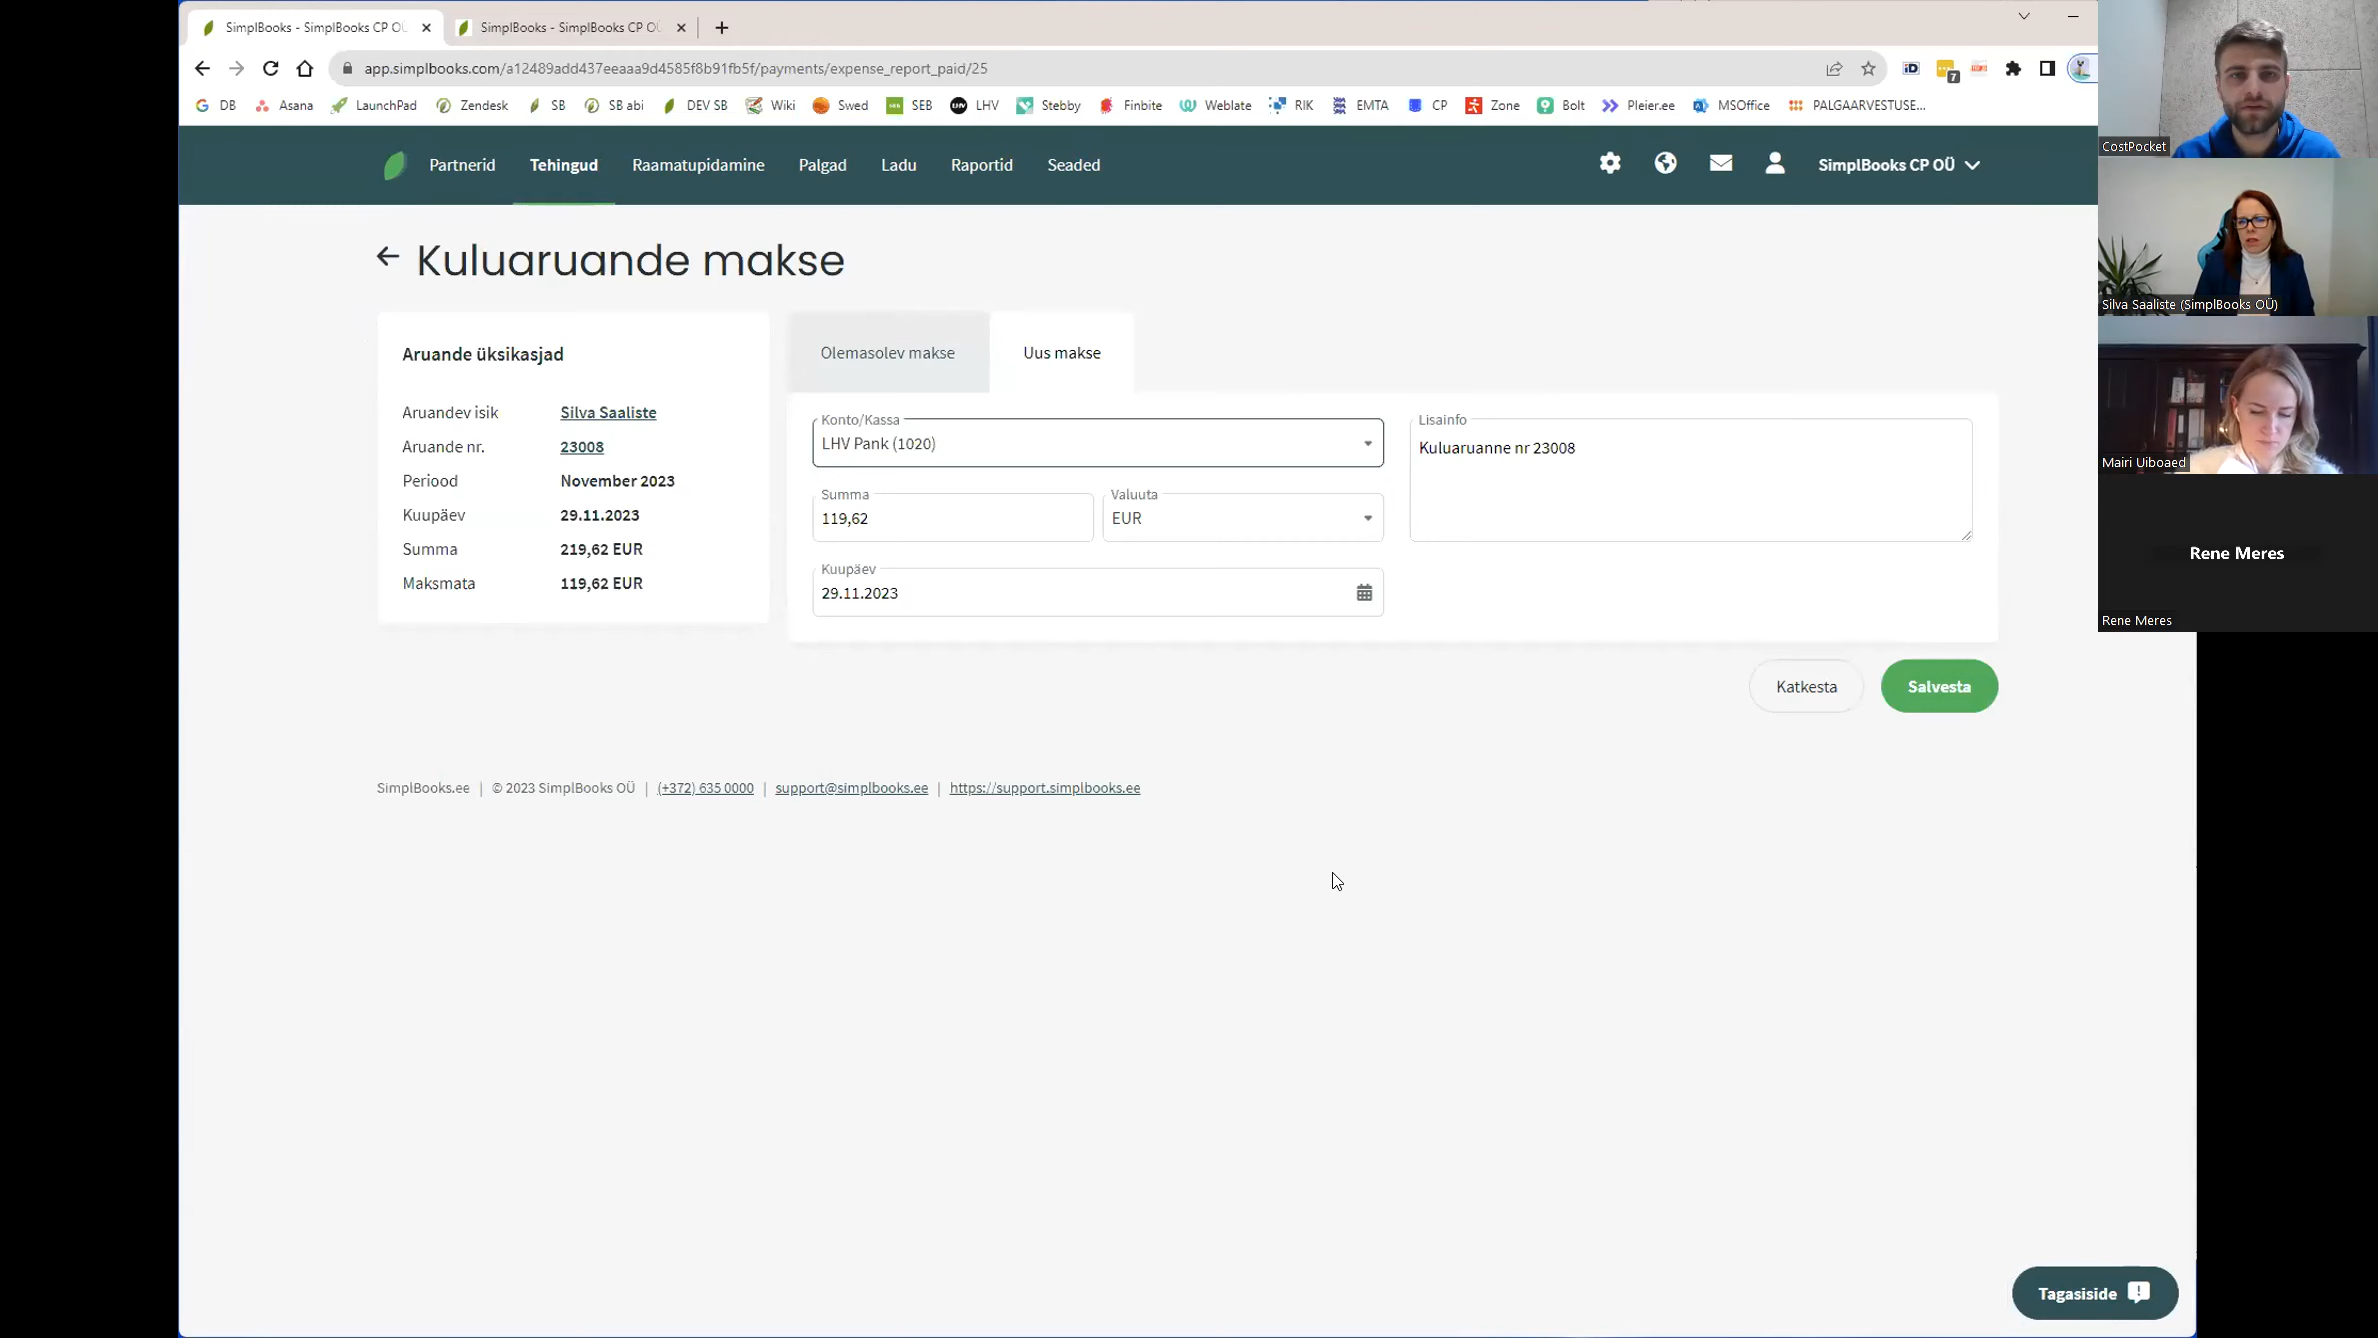 SimplBooks - SimplBooks CP OÜ
SimplBooks - SimplBooks CP OÜ
app.simplbooks.com/a12489add437eeaaa9d4585f8b91fb5f/payments/expense_report_paid/25
7
DB Asana LaunchPad Zendesk SB SB abi DEV SB Wiki Swed SEB LHV Stebby Finbite Weblate RIK EMTA CP Zone Bolt Pleier.ee MSOffice PALGAARVESTUSE...
Partnerid Tehingud Raamatupidamine Palgad Ladu Raportid Seaded SimplBooks CP OÜ
Kuluaruande makse
Aruande üksikasjad
Aruandev isik Silva Saaliste
Aruande nr. 23008
Periood November 2023
Kuupäev 29.11.2023
Summa 219,62 EUR
Maksmata 119,62 EUR
Olemasolev makse Uus makse
Konto/Kassa
LHV Pank (1020)
Summa
119,62
Valuuta
EUR
Kuupäev
29.11.2023
Lisainfo
Kuluaruanne nr 23008
Katkesta Salvesta
SimplBooks.ee | © 2023 SimplBooks OÜ | (+372) 635 0000 | support@simplbooks.ee | https://support.simplbooks.ee
Tagasiside
CostPocket
Silva Saaliste (SimplBooks OÜ)
Mairi Uiboaed
Rene Meres
Rene Meres